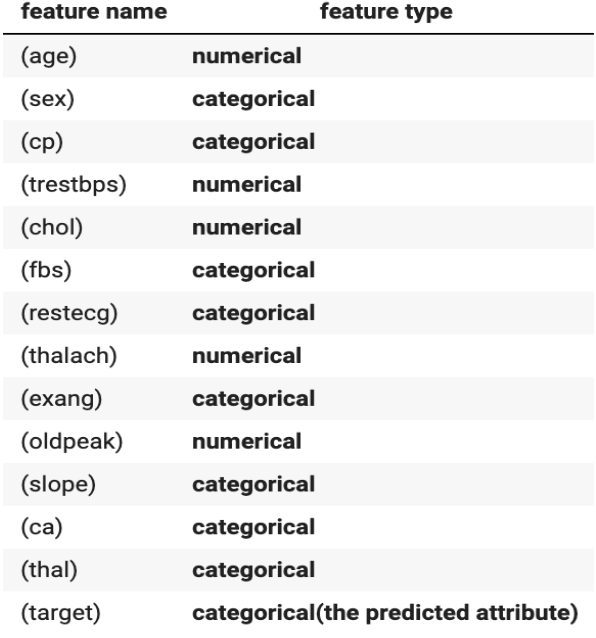 feature name feature type
(age) numerical
(sex) categorical
(cp) categorical
(trestbps) numerical
(chol) numerical
(fbs) categorical
(restecg) categorical
(thalach) numerical
(exang) categorical
(oldpeak) numerical
(slope) categorical
(ca) categorical
(thal) categorical
(target) categorical(the predicted attribute)